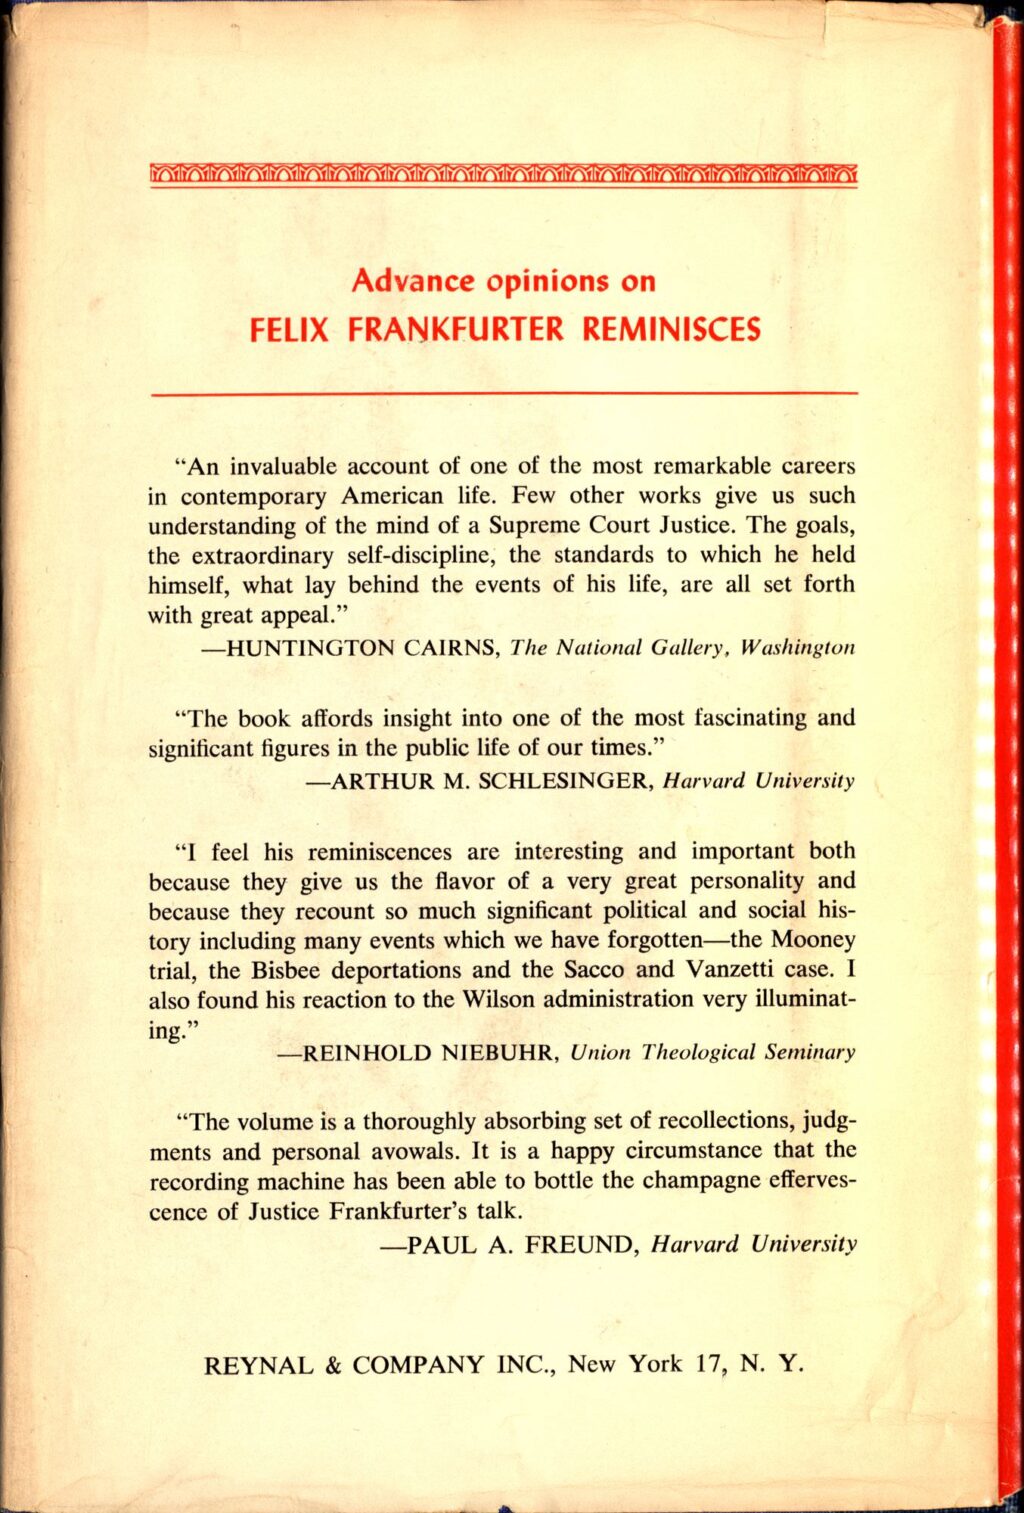 Advance opinions on
FELIX FRANKFURTER REMINISCES
“An invaluable account of one of the most remarkable careers
in contemporary American life. Few other works give us such
understanding of the mind of a Supreme Court Justice. The goals,
the extraordinary self-discipline, the standards to which he held
himself, what lay behind the events of his life, are all set forth
with great appeal.”
—HUNTINGTON CAIRNS, The National Gallery, Washington
“The book affords insight into one of the most fascinating and
significant figures in the public life of our times.”
—ARTHUR M. SCHLESINGER, Harvard University
“I feel his reminiscences are interesting and important both
because they give us the flavor of a very great personality and
because they recount so much significant political and social his-
tory including many events which we have forgotten—the Mooney
trial, the Bisbee deportations and the Sacco and Vanzetti case. I
also found his reaction to the Wilson administration very illuminat-
ing.”
—REINHOLD NIEBUHR, Union Theological Seminary
“The volume is a thoroughly absorbing set of recollections, judg-
ments and personal avowals. It is a happy circumstance that the
recording machine has been able to bottle the champagne efferves-
cence of Justice Frankfurter’s talk.
—PAUL A. FREUND, Harvard University
REYNAL & COMPANY INC., New York 17, N. Y.